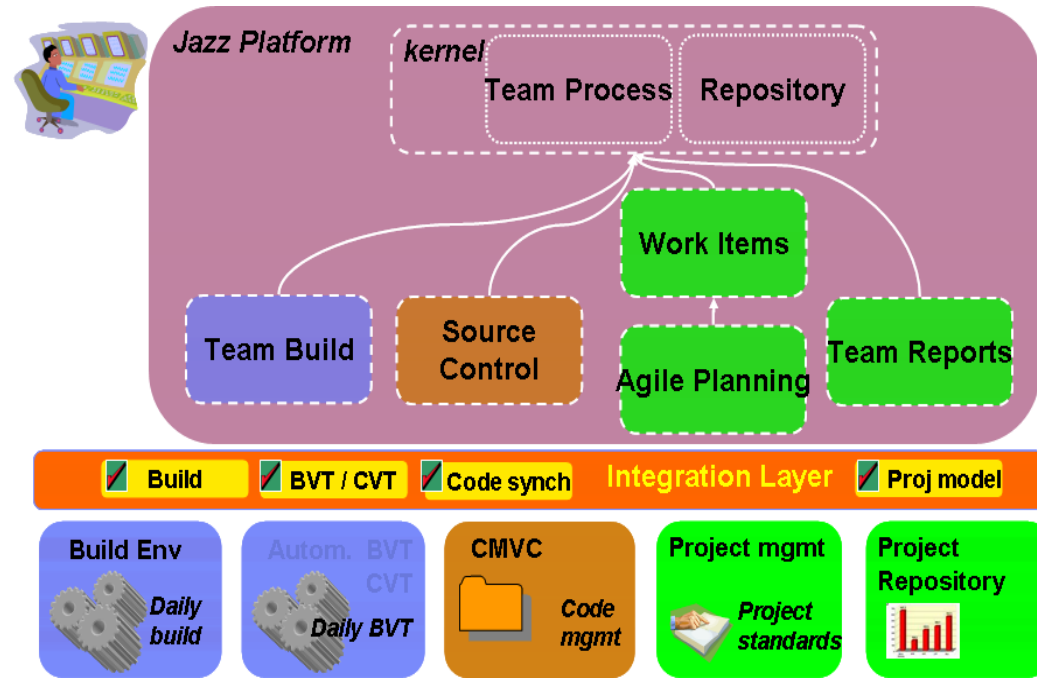 Jazz Platform
kernel
Team Process
Repository
Work Items
Team Build
Source
Control
Agile Planning
Team Reports
Build
BVT / CVT
Code synch
Integration Layer
Proj model
Build Env
Daily
build
Autom. BVT
CVT
Daily BVT
CMVC
Code
mgmt
Project mgmt
Project
standards
Project
Repository